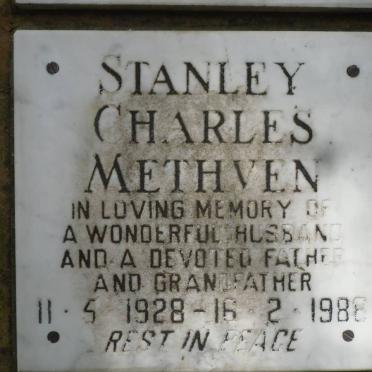 STANLEY
CHARLES
METHVEN
IN LOVING MEMORY OF
A WONDERFUL HUSBAND
AND A DEVOTED FATHER
AND GRANDFATHER
11 · 5 · 1928 - 16 · 2 · 1988
REST IN PEACE